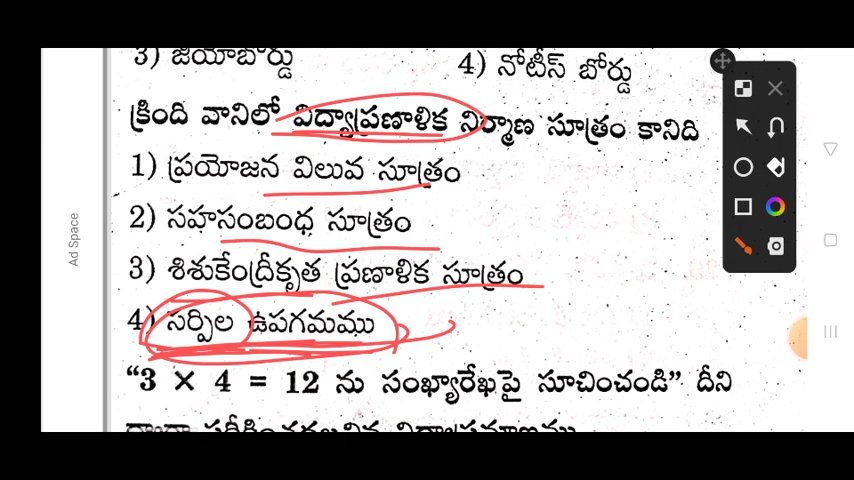 3) జియోబోర్డు
4) నోటీస్ బోర్డు
క్రింది వానిలో విద్యాప్రణాళిక నిర్మాణ సూత్రం కానిది
1) ప్రయోజన విలువ సూత్రం
2) సహసంబంధ సూత్రం
3) శిశుకేంద్రీకృత ప్రణాళిక సూత్రం
4) సర్పిల ఉపగమము
“3 × 4 = 12 ను సంఖ్యారేఖపై సూచించండి” దీని
Ad Space